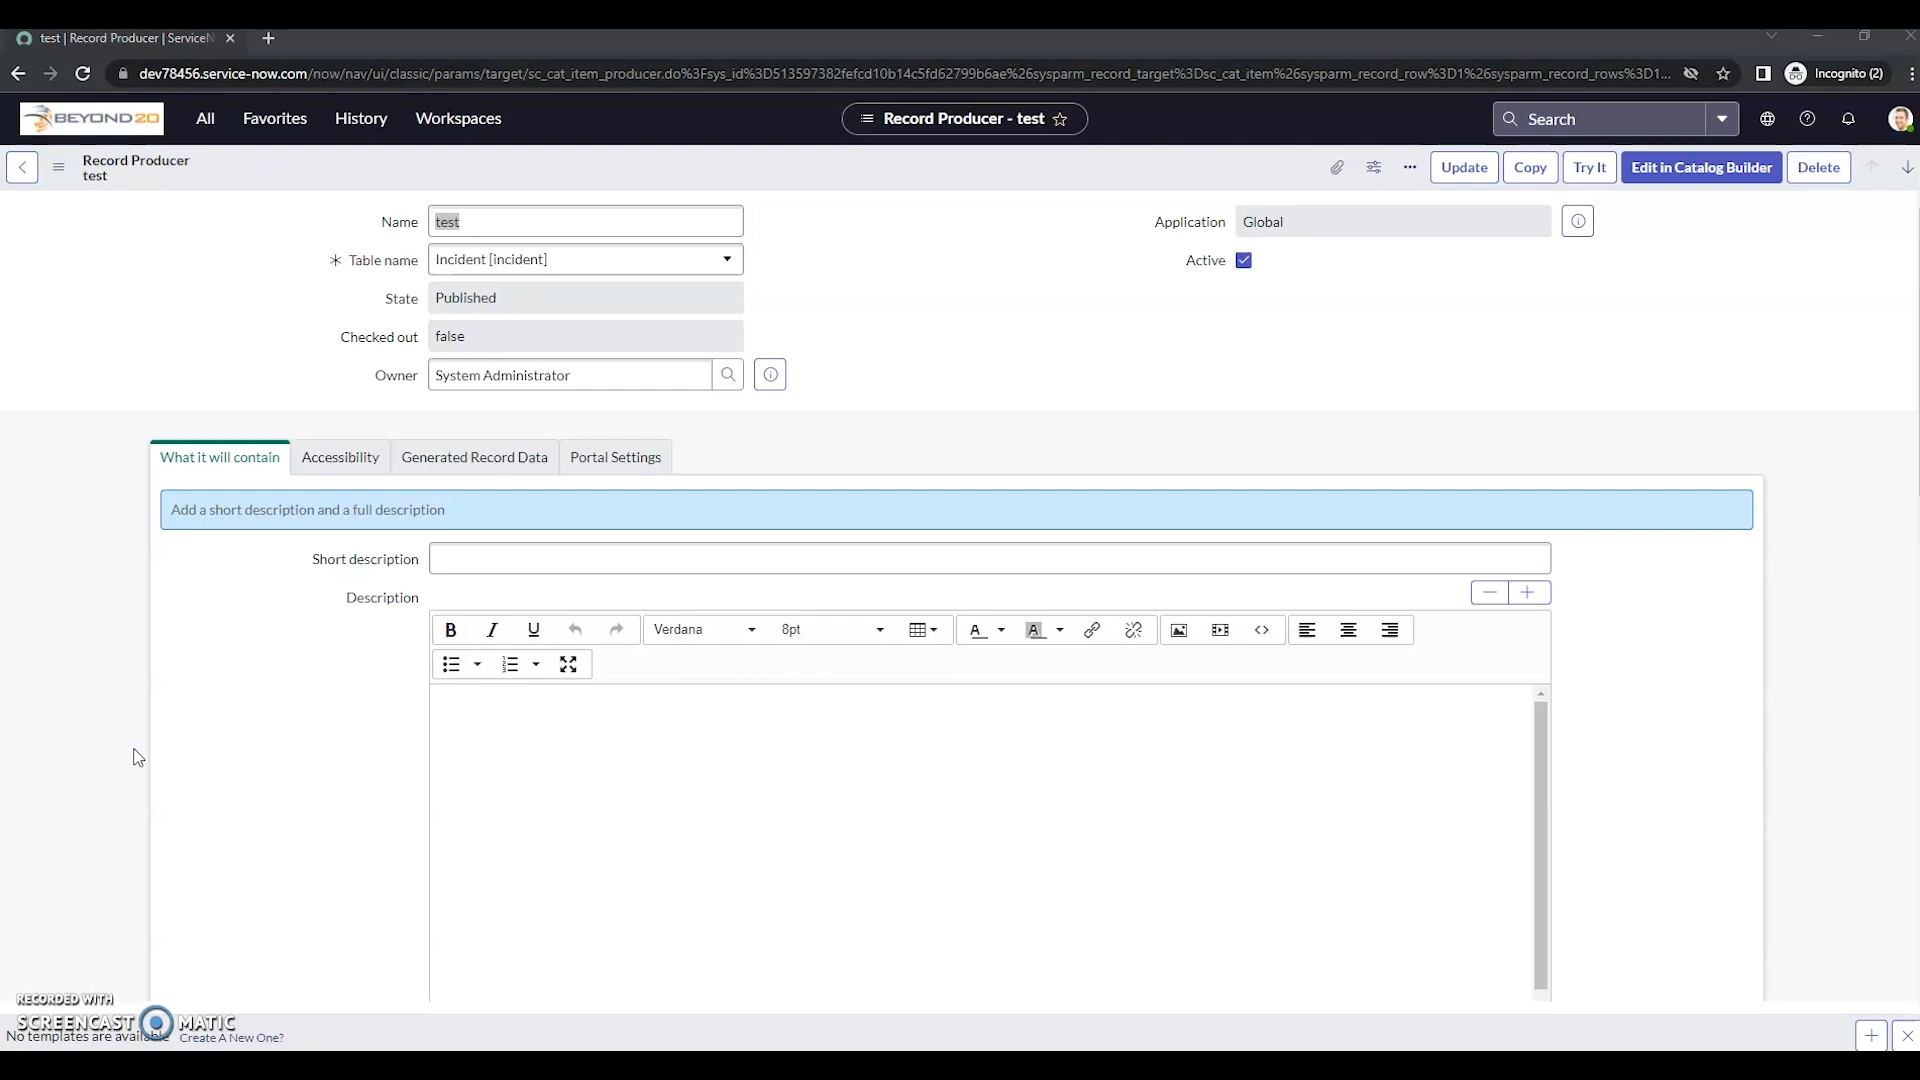 test | Record Producer | ServiceN
dev78456.service-now.com/now/nav/ui/classic/params/target/sc_cat_item_producer.do%3Fsys_id%3D513597382fefcd10b14c5fd62799b6ae%26sysparm_record_target%3Dsc_cat_item%26sysparm_record_row%3D1%26sysparm_record_rows%3D1... Incognito (2)
BEYOND20 All Favorites History Workspaces Record Producer - test Search
Record Producer
test
Update Copy Try It Edit in Catalog Builder Delete
Name test Application Global
Table name Incident [incident] Active
State Published
Checked out false
Owner System Administrator
What it will contain Accessibility Generated Record Data Portal Settings
Add a short description and a full description
Short description
Description
B I U Verdana 8pt A A
RECORDED WITH
SCREENCAST MATIC
No templates are available Create A New One?